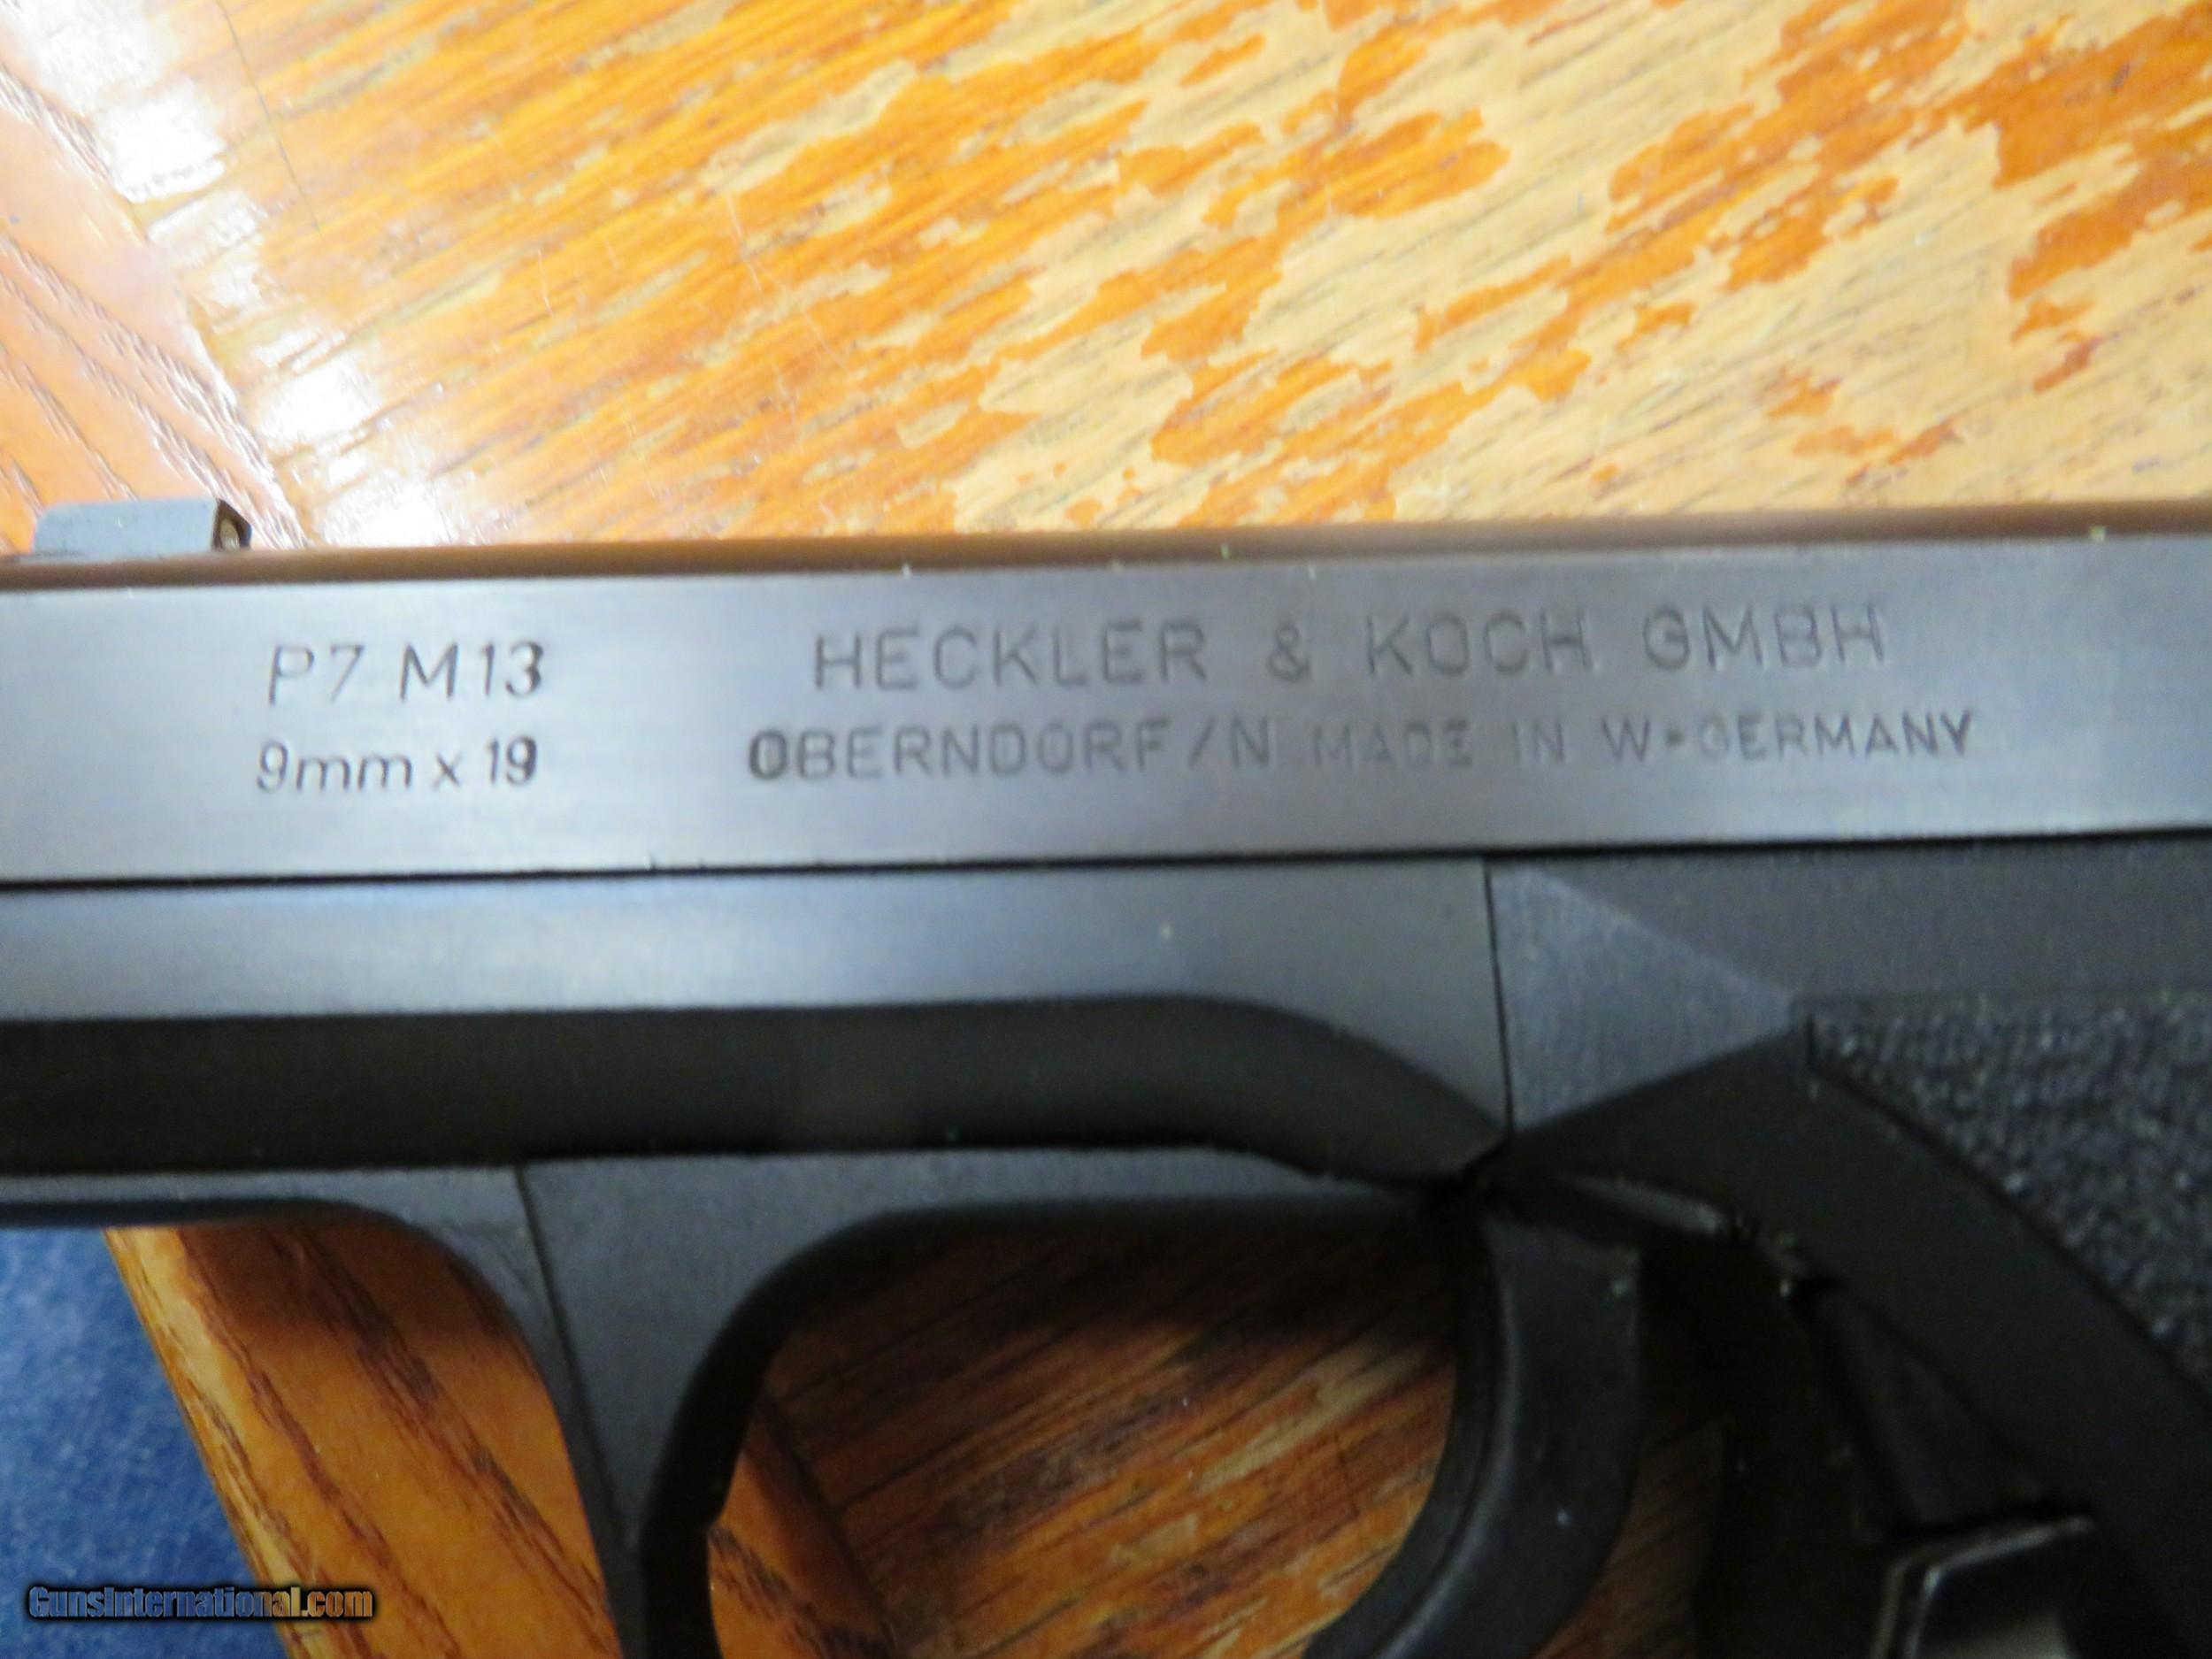 P7 M13
9mm x 19
HECKLER & KOCH GMBH
OBERNDORF/N MADE IN W•GERMANY
GunsInternational.com